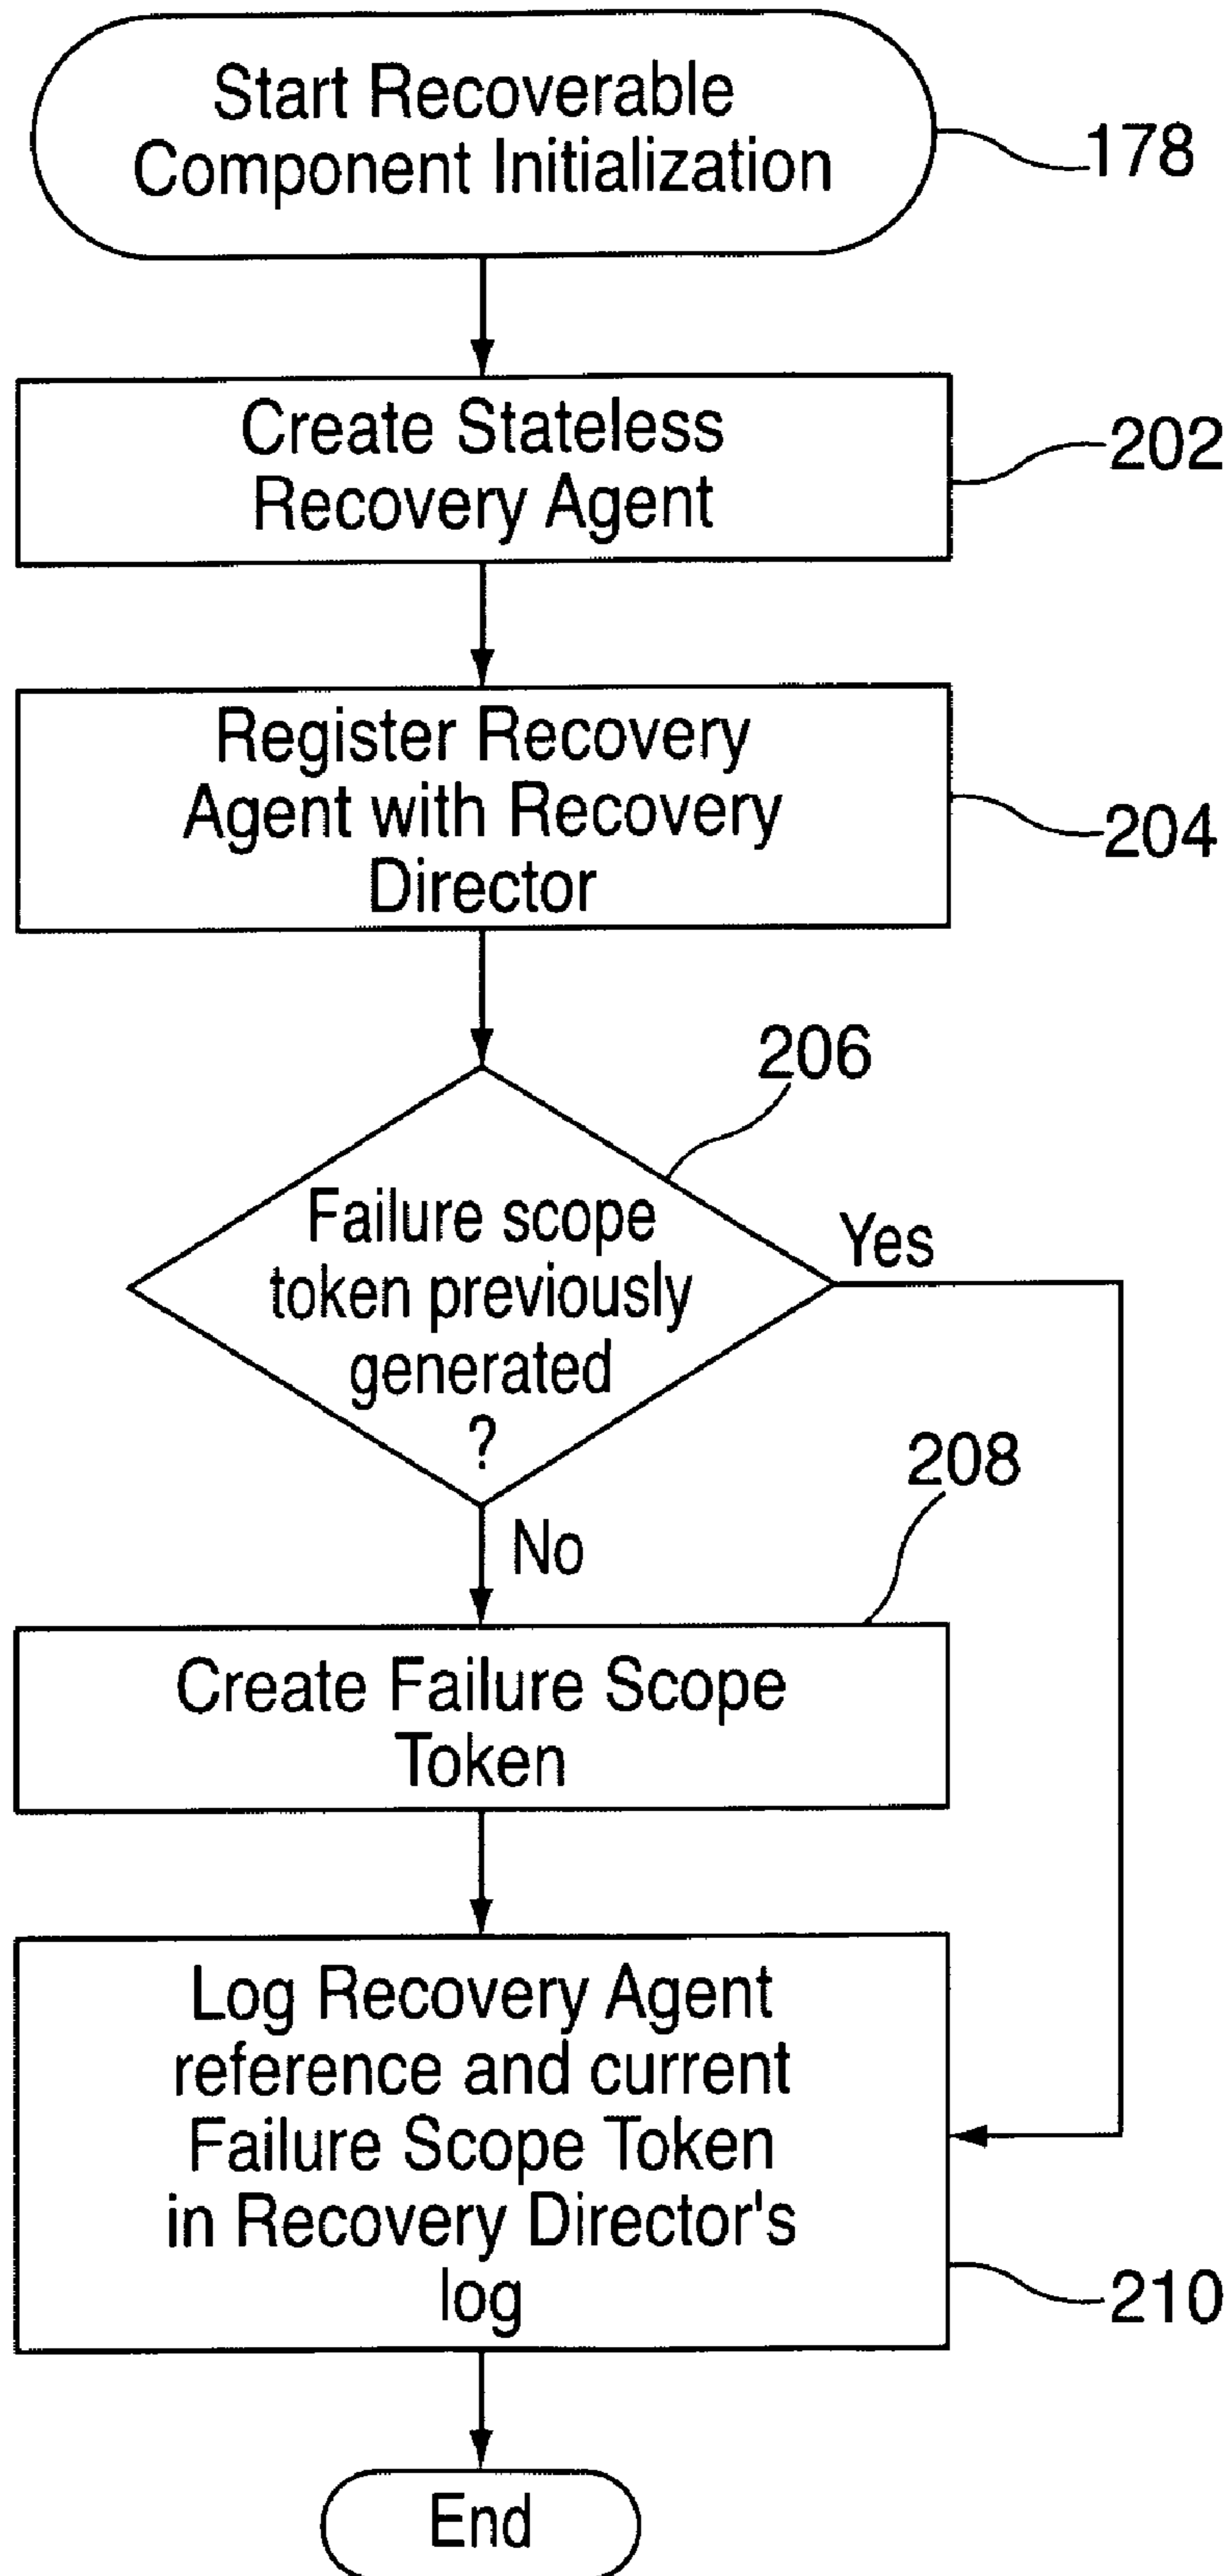 Start Recoverable
Component Initialization
178
Create Stateless
Recovery Agent
202
Register Recovery
Agent with Recovery
Director
204
206
Failure scope
token previously
generated
?
Yes
No
208
Create Failure Scope
Token
Log Recovery Agent
reference and current
Failure Scope Token
in Recovery Director's
log
210
End